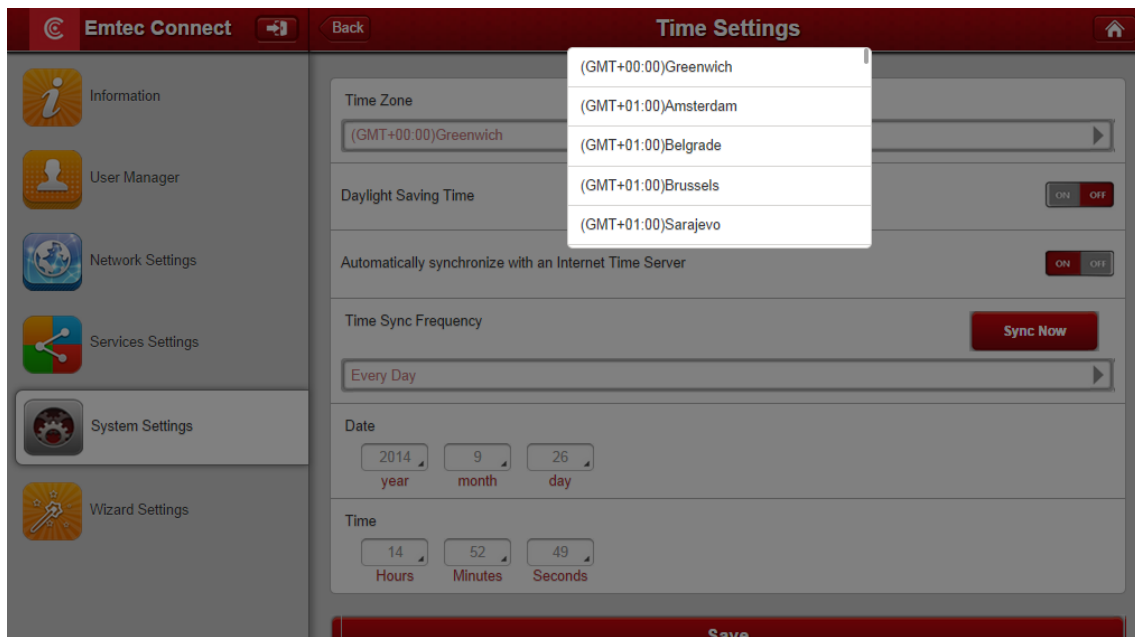 Emtec Connect
Back
Time Settings
Information
User Manager
Network Settings
Services Settings
System Settings
Wizard Settings
Time Zone
(GMT+00:00)Greenwich
(GMT+00:00)Greenwich
(GMT+01:00)Amsterdam
(GMT+01:00)Belgrade
(GMT+01:00)Brussels
(GMT+01:00)Sarajevo
Daylight Saving Time
ON OFF
Automatically synchronize with an Internet Time Server
ON OFF
Time Sync Frequency
Sync Now
Every Day
Date
2014 9 26
year month day
Time
14 52 49
Hours Minutes Seconds
Save